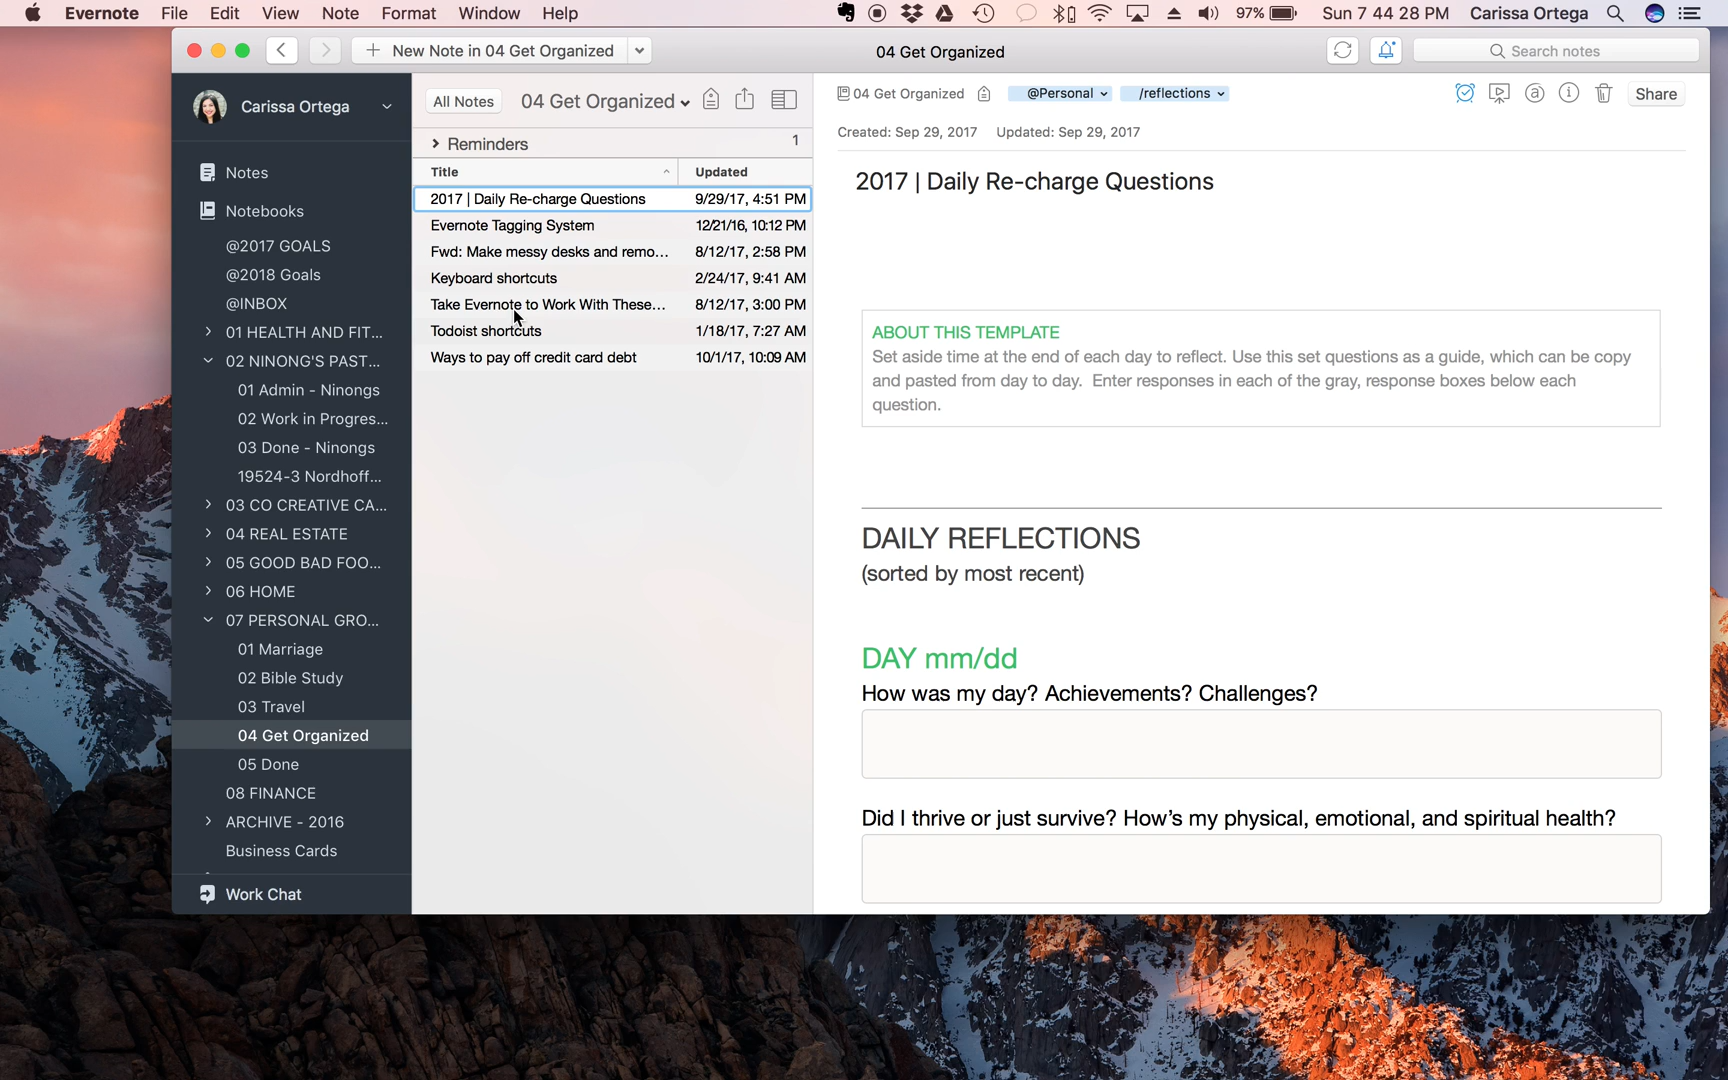 Evernote File Edit View Note Format Window Help
97% Sun 7 44 28 PM Carissa Ortega
New Note in 04 Get Organized
04 Get Organized
Search notes
Carissa Ortega
Notes
Notebooks
@2017 GOALS
@2018 Goals
@INBOX
01 HEALTH AND FIT...
02 NINONG'S PAST...
01 Admin - Ninongs
02 Work in Progres...
03 Done - Ninongs
19524-3 Nordhoff...
03 CO CREATIVE CA...
04 REAL ESTATE
05 GOOD BAD FOO...
06 HOME
07 PERSONAL GRO...
01 Marriage
02 Bible Study
03 Travel
04 Get Organized
05 Done
08 FINANCE
ARCHIVE - 2016
Business Cards
Work Chat
All Notes 04 Get Organized
Reminders 1
Title Updated
2017 | Daily Re-charge Questions 9/29/17, 4:51 PM
Evernote Tagging System 12/21/16, 10:12 PM
Fwd: Make messy desks and remo... 8/12/17, 2:58 PM
Keyboard shortcuts 2/24/17, 9:41 AM
Take Evernote to Work With These... 8/12/17, 3:00 PM
Todoist shortcuts 1/18/17, 7:27 AM
Ways to pay off credit card debt 10/1/17, 10:09 AM
04 Get Organized @Personal /reflections
Share
Created: Sep 29, 2017 Updated: Sep 29, 2017
2017 | Daily Re-charge Questions
ABOUT THIS TEMPLATE
Set aside time at the end of each day to reflect. Use this set questions as a guide, which can be copy
and pasted from day to day. Enter responses in each of the gray, response boxes below each
question.
DAILY REFLECTIONS
(sorted by most recent)
DAY mm/dd
How was my day? Achievements? Challenges?
Did I thrive or just survive? How's my physical, emotional, and spiritual health?